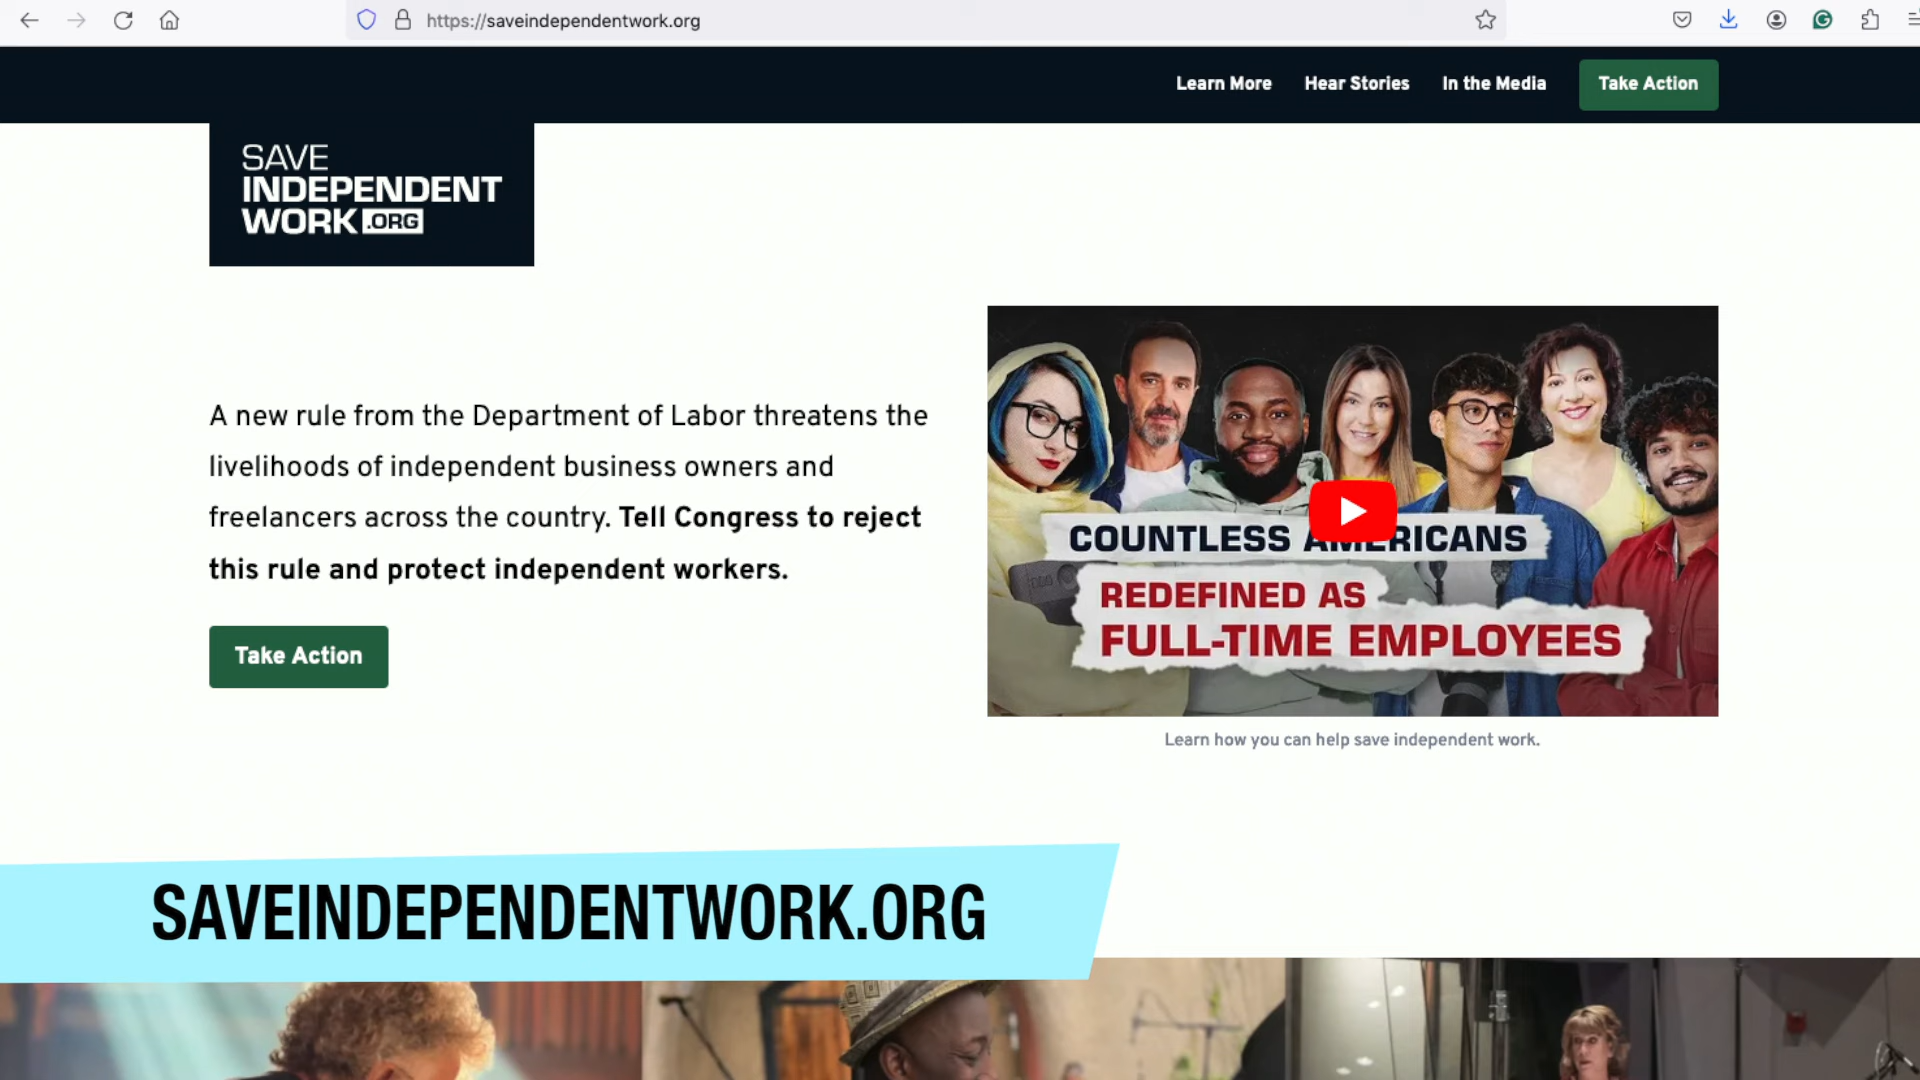 https://saveindependentwork.org
Learn More
Hear Stories
In the Media
Take Action
SAVE
INDEPENDENT
WORK.ORG
A new rule from the Department of Labor threatens the
livelihoods of independent business owners and
freelancers across the country. Tell Congress to reject
this rule and protect independent workers.
Take Action
COUNTLESS AMERICANS
REDEFINED AS
FULL-TIME EMPLOYEES
Learn how you can help save independent work.
SAVEINDEPENDENTWORK.ORG